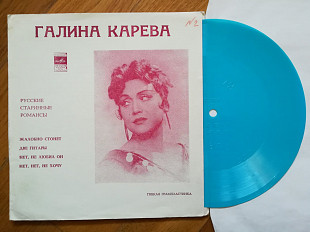 ГАЛИНА КАРЕВА
РУССКИЕ
СТАРИННЫЕ
РОМАНСЫ
ЖАЛОБНО СТОНЕТ
ДВЕ ГИТАРЫ
НЕТ, НЕ ЛЮБИЛ ОН
НЕТ, НЕТ, НЕ ХОЧУ
ГИБКАЯ ГРАМПЛАСТИНКА